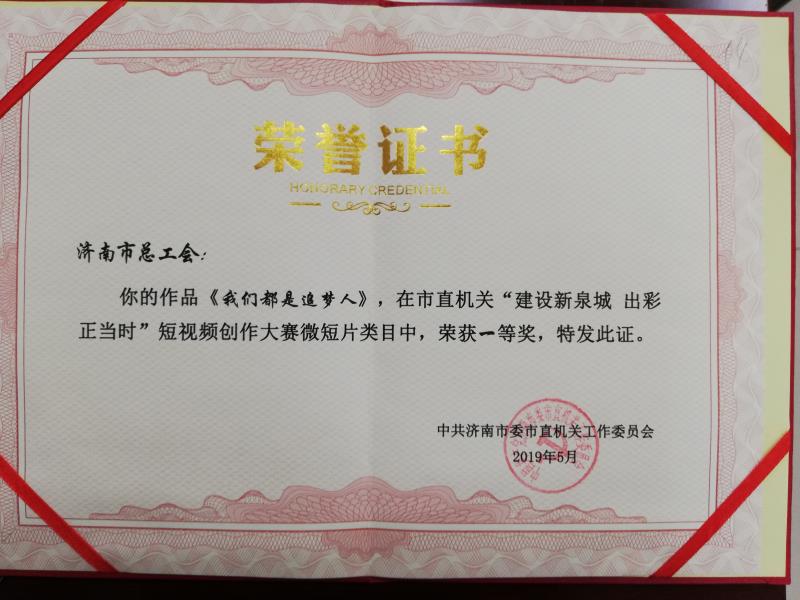 荣誉证书
HONORARY CREDENTIAL
济南市总工会:
你的作品《我们都是追梦人》,在市直机关“建设新泉城 出彩
正当时”短视频创作大赛微短片类目中,荣获一等奖,特发此证。
中共济南市委市直机关工作委员会
2019年5月